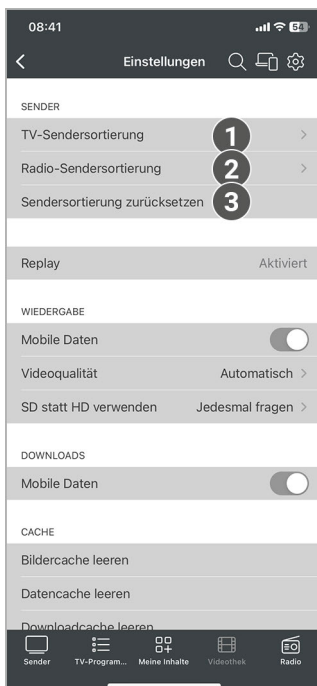 08:41 54
Einstellungen
SENDER
TV-Sendersortierung 1
Radio-Sendersortierung 2
Sendersortierung zurücksetzen 3
Replay Aktiviert
WIEDERGABE
Mobile Daten
Videoqualität Automatisch
SD statt HD verwenden Jedesmal fragen
DOWNLOADS
Mobile Daten
CACHE
Bildercache leeren
Datencache leeren
Downloadcache leeren
Sender TV-Program... Meine Inhalte Videothek Radio